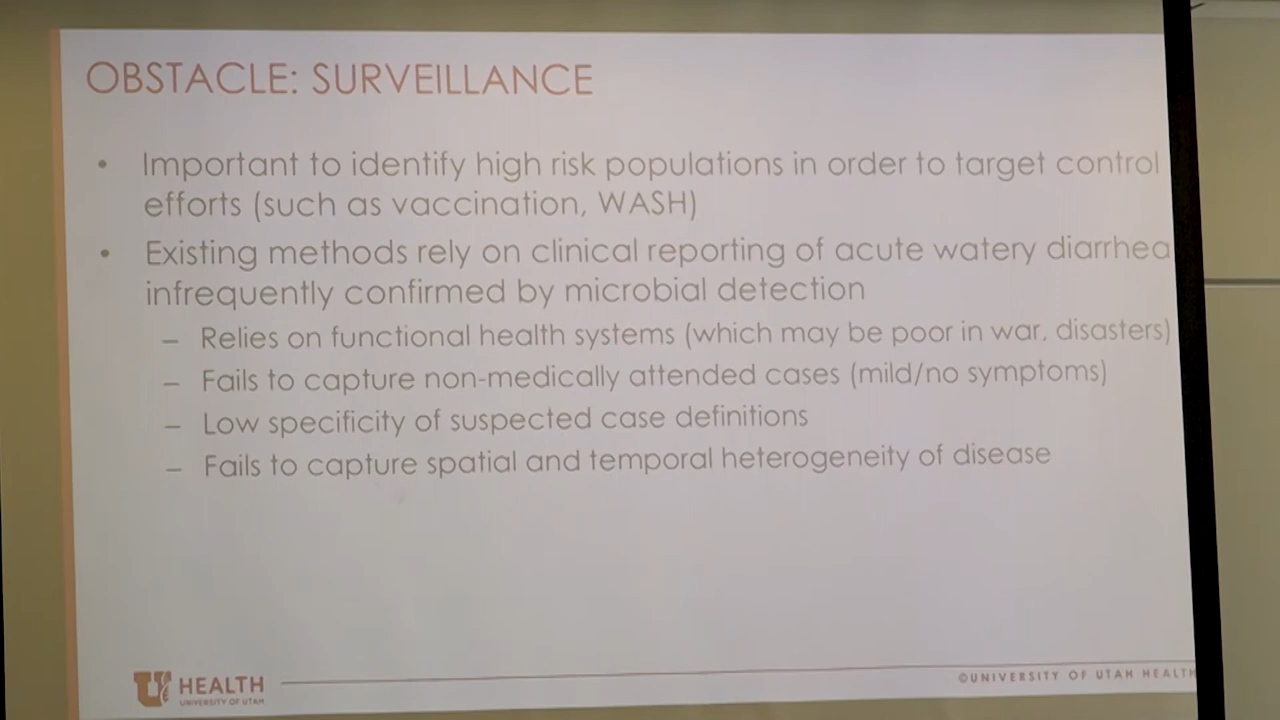 OBSTACLE: SURVEILLANCE
• Important to identify high risk populations in order to target control
efforts (such as vaccination, WASH)
• Existing methods rely on clinical reporting of acute watery diarrhea
infrequently confirmed by microbial detection
– Relies on functional health systems (which may be poor in war, disasters)
– Fails to capture non-medically attended cases (mild/no symptoms)
– Low specificity of suspected case definitions
– Fails to capture spatial and temporal heterogeneity of disease
U HEALTH
UNIVERSITY OF UTAH
©UNIVERSITY OF UTAH HEALTH